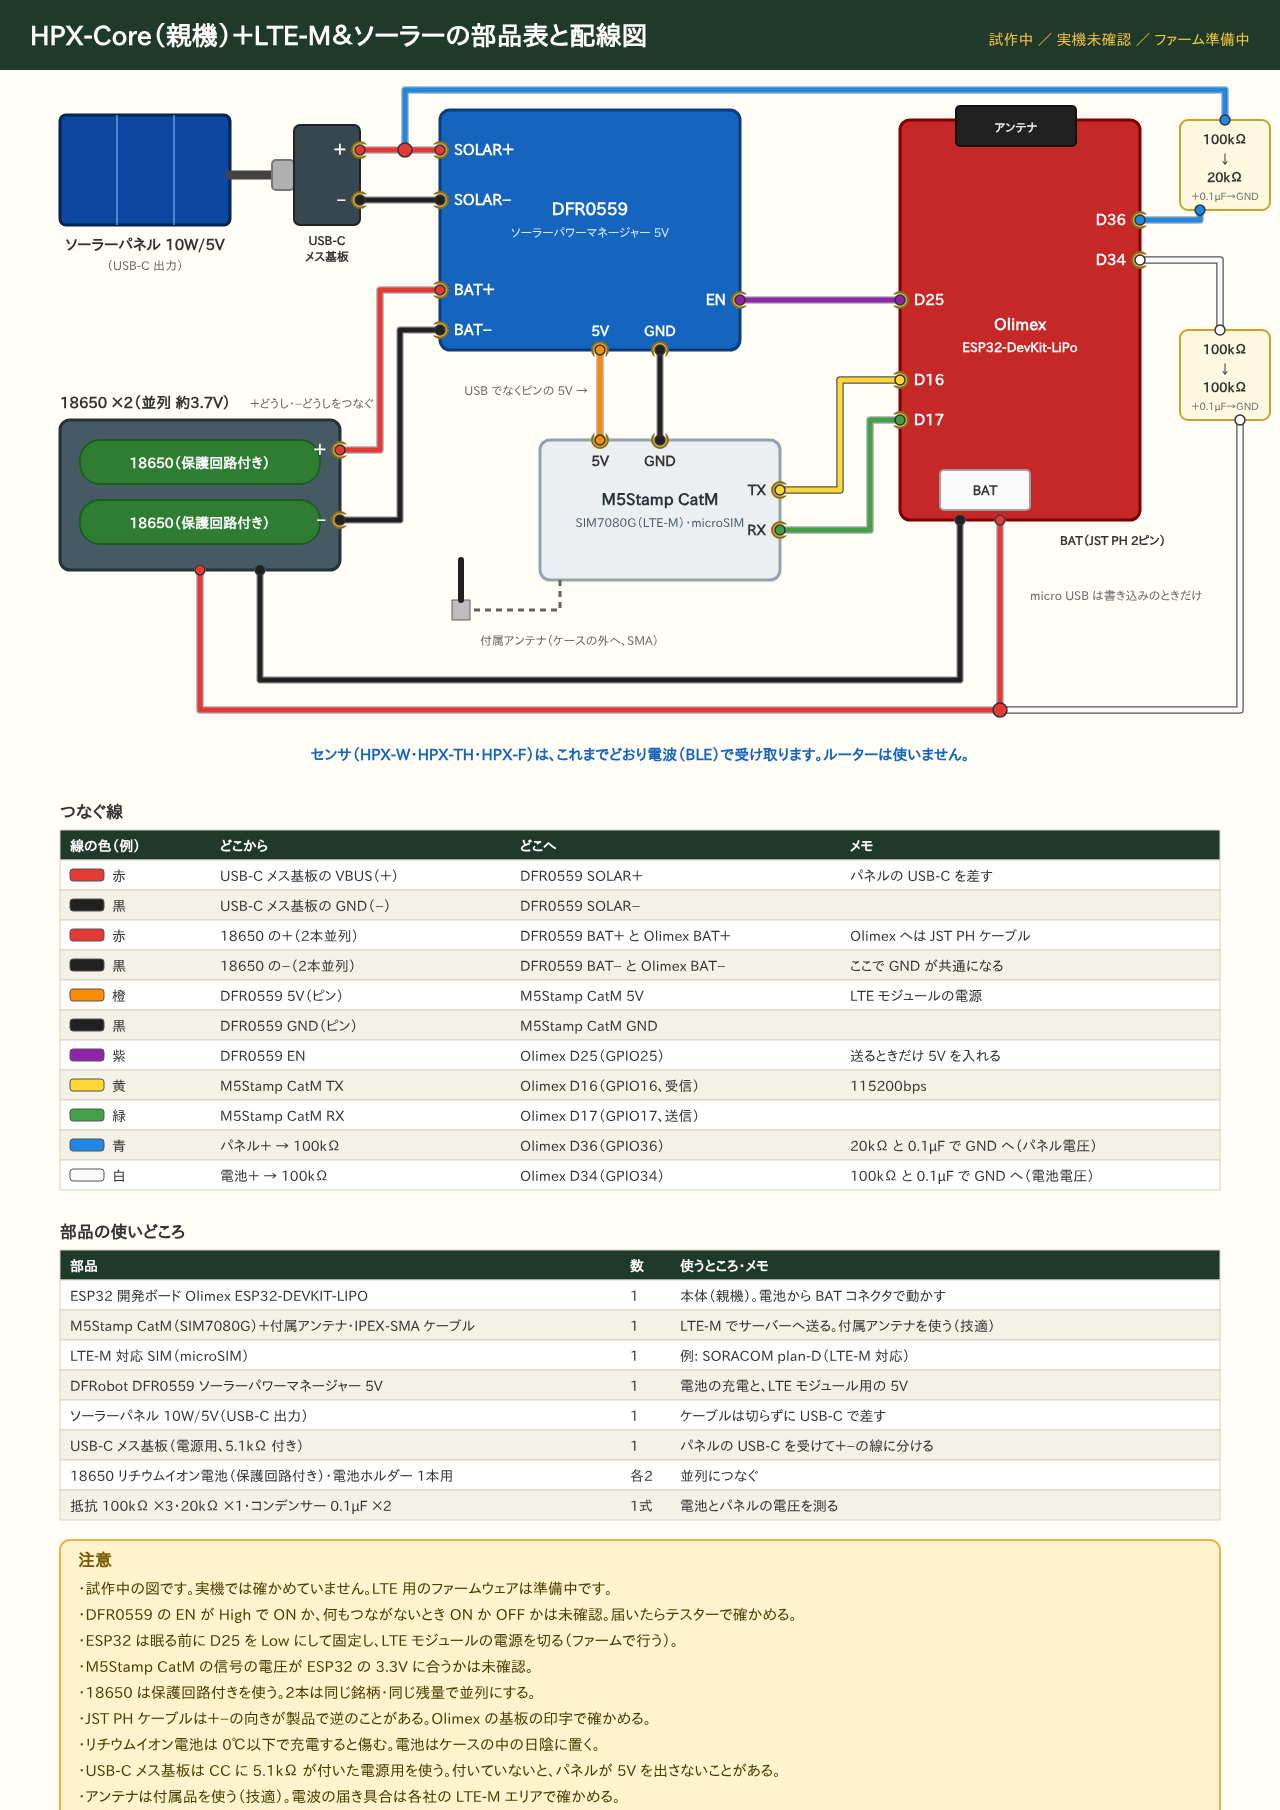 HPX-Core（親機）＋LTE-M＆ソーラーの部品表と配線図
試作中 ／ 実機未確認 ／ ファーム準備中
アンテナ
100kΩ
↓
20kΩ
+0.1µF→GND
＋
−
SOLAR+
SOLAR−
DFR0559
ソーラーパワーマネージャー 5V
D36
D34
ソーラーパネル 10W/5V
（USB-C 出力）
USB-C
メス基板
BAT+
BAT−
EN
D25
5V
GND
Olimex
ESP32-DevKit-LiPo
100kΩ
↓
100kΩ
+0.1µF→GND
D16
D17
USB でなくピンの 5V →
18650 ×2（並列 約3.7V）
＋どうし・−どうしをつなぐ
18650（保護回路付き）
＋
18650（保護回路付き）
−
5V
GND
M5Stamp CatM
SIM7080G（LTE-M）・microSIM
TX
RX
BAT
BAT（JST PH 2ピン）
micro USB は書き込みのときだけ
付属アンテナ（ケースの外へ、SMA）
センサ（HPX-W・HPX-TH・HPX-F）は、これまでどおり電波（BLE）で受け取ります。ルーターは使いません。
つなぐ線
線の色（例） どこから どこへ メモ
赤 USB-C メス基板の VBUS（＋） DFR0559 SOLAR+ パネルの USB-C を差す
黒 USB-C メス基板の GND（−） DFR0559 SOLAR−
赤 18650 の＋（2本並列） DFR0559 BAT+ と Olimex BAT+ Olimex へは JST PH ケーブル
黒 18650 の−（2本並列） DFR0559 BAT− と Olimex BAT− ここで GND が共通になる
橙 DFR0559 5V（ピン） M5Stamp CatM 5V LTE モジュールの電源
黒 DFR0559 GND（ピン） M5Stamp CatM GND
紫 DFR0559 EN Olimex D25（GPIO25） 送るときだけ 5V を入れる
黄 M5Stamp CatM TX Olimex D16（GPIO16、受信） 115200bps
緑 M5Stamp CatM RX Olimex D17（GPIO17、送信）
青 パネル＋ → 100kΩ Olimex D36（GPIO36） 20kΩ と 0.1µF で GND へ（パネル電圧）
白 電池＋ → 100kΩ Olimex D34（GPIO34） 100kΩ と 0.1µF で GND へ（電池電圧）
部品の使いどころ
部品 数 使うところ・メモ
ESP32 開発ボード Olimex ESP32-DEVKIT-LIPO 1 本体（親機）。電池から BAT コネクタで動かす
M5Stamp CatM（SIM7080G）＋付属アンテナ・IPEX-SMA ケーブル 1 LTE-M でサーバーへ送る。付属アンテナを使う（技適）
LTE-M 対応 SIM（microSIM） 1 例: SORACOM plan-D（LTE-M 対応）
DFRobot DFR0559 ソーラーパワーマネージャー 5V 1 電池の充電と、LTE モジュール用の 5V
ソーラーパネル 10W/5V（USB-C 出力） 1 ケーブルは切らずに USB-C で差す
USB-C メス基板（電源用、5.1kΩ 付き） 1 パネルの USB-C を受けて＋−の線に分ける
18650 リチウムイオン電池（保護回路付き）・電池ホルダー 1本用 各2 並列につなぐ
抵抗 100kΩ ×3・20kΩ ×1・コンデンサー 0.1µF ×2 1式 電池とパネルの電圧を測る
注意
・試作中の図です。実機では確かめていません。LTE 用のファームウェアは準備中です。
・DFR0559 の EN が High で ON か、何もつながないとき ON か OFF かは未確認。届いたらテスターで確かめる。
・ESP32 は眠る前に D25 を Low にして固定し、LTE モジュールの電源を切る（ファームで行う）。
・M5Stamp CatM の信号の電圧が ESP32 の 3.3V に合うかは未確認。
・18650 は保護回路付きを使う。2本は同じ銘柄・同じ残量で並列にする。
・JST PH ケーブルは＋−の向きが製品で逆のことがある。Olimex の基板の印字で確かめる。
・リチウムイオン電池は 0℃以下で充電すると傷む。電池はケースの中の日陰に置く。
・USB-C メス基板は CC に 5.1kΩ が付いた電源用を使う。付いていないと、パネルが 5V を出さないことがある。
・アンテナは付属品を使う（技適）。電波の届き具合は各社の LTE-M エリアで確かめる。